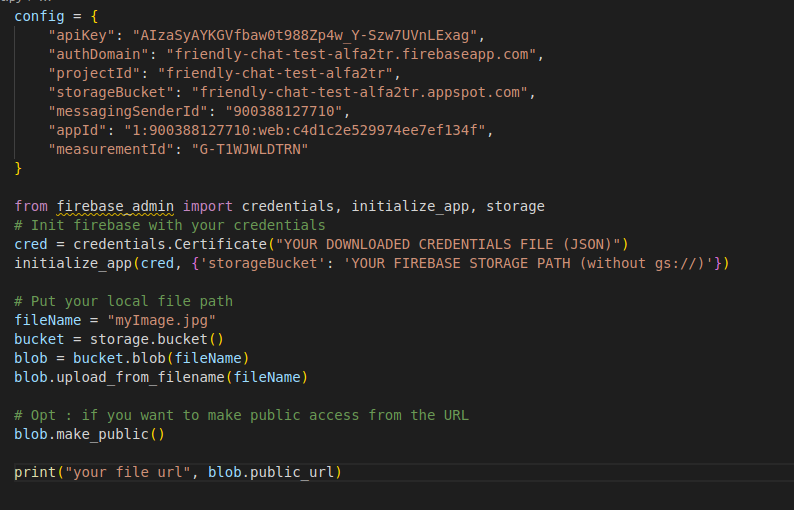 config = {
    "apiKey": "AIzaSyAYKGVfbaw0t988Zp4w_Y-Szw7UVnLExag",
    "authDomain": "friendly-chat-test-alfa2tr.firebaseapp.com",
    "projectId": "friendly-chat-test-alfa2tr",
    "storageBucket": "friendly-chat-test-alfa2tr.appspot.com",
    "messagingSenderId": "900388127710",
    "appId": "1:900388127710:web:c4d1c2e529974ee7ef134f",
    "measurementId": "G-T1WJWLDTRN"
}

from firebase_admin import credentials, initialize_app, storage
# Init firebase with your credentials
cred = credentials.Certificate("YOUR DOWNLOADED CREDENTIALS FILE (JSON)")
initialize_app(cred, {'storageBucket': 'YOUR FIREBASE STORAGE PATH (without gs://)'})

# Put your local file path
fileName = "myImage.jpg"
bucket = storage.bucket()
blob = bucket.blob(fileName)
blob.upload_from_filename(fileName)

# Opt : if you want to make public access from the URL
blob.make_public()

print("your file url", blob.public_url)